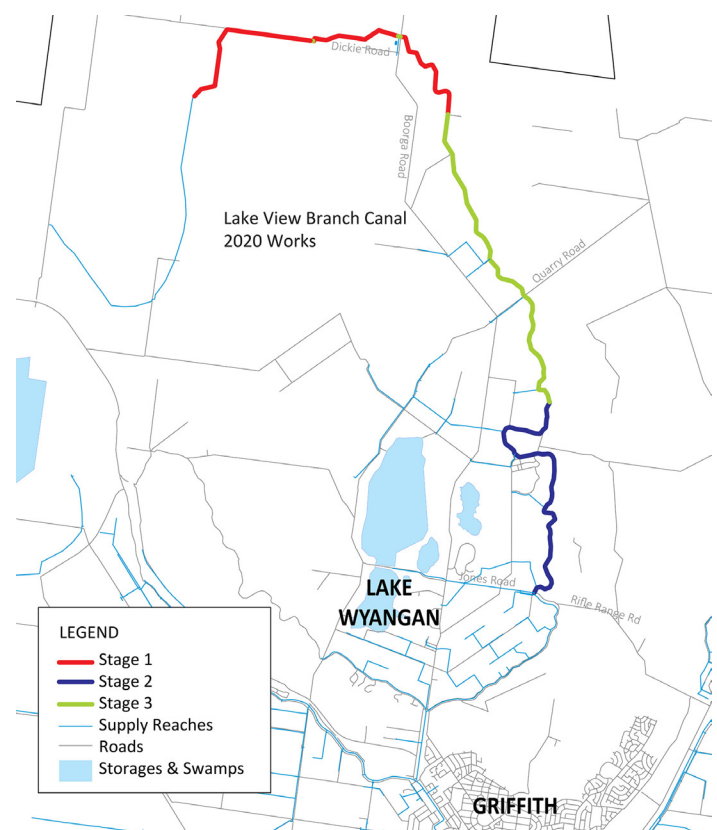 Dickie Road
Boorga Road
Lake View Branch Canal
2020 Works
Quarry Road
Jones Road
LAKE
WYANGAN
Rifle Range Rd
LEGEND
Stage 1
Stage 2
Stage 3
Supply Reaches
Roads
Storages & Swamps
GRIFFITH